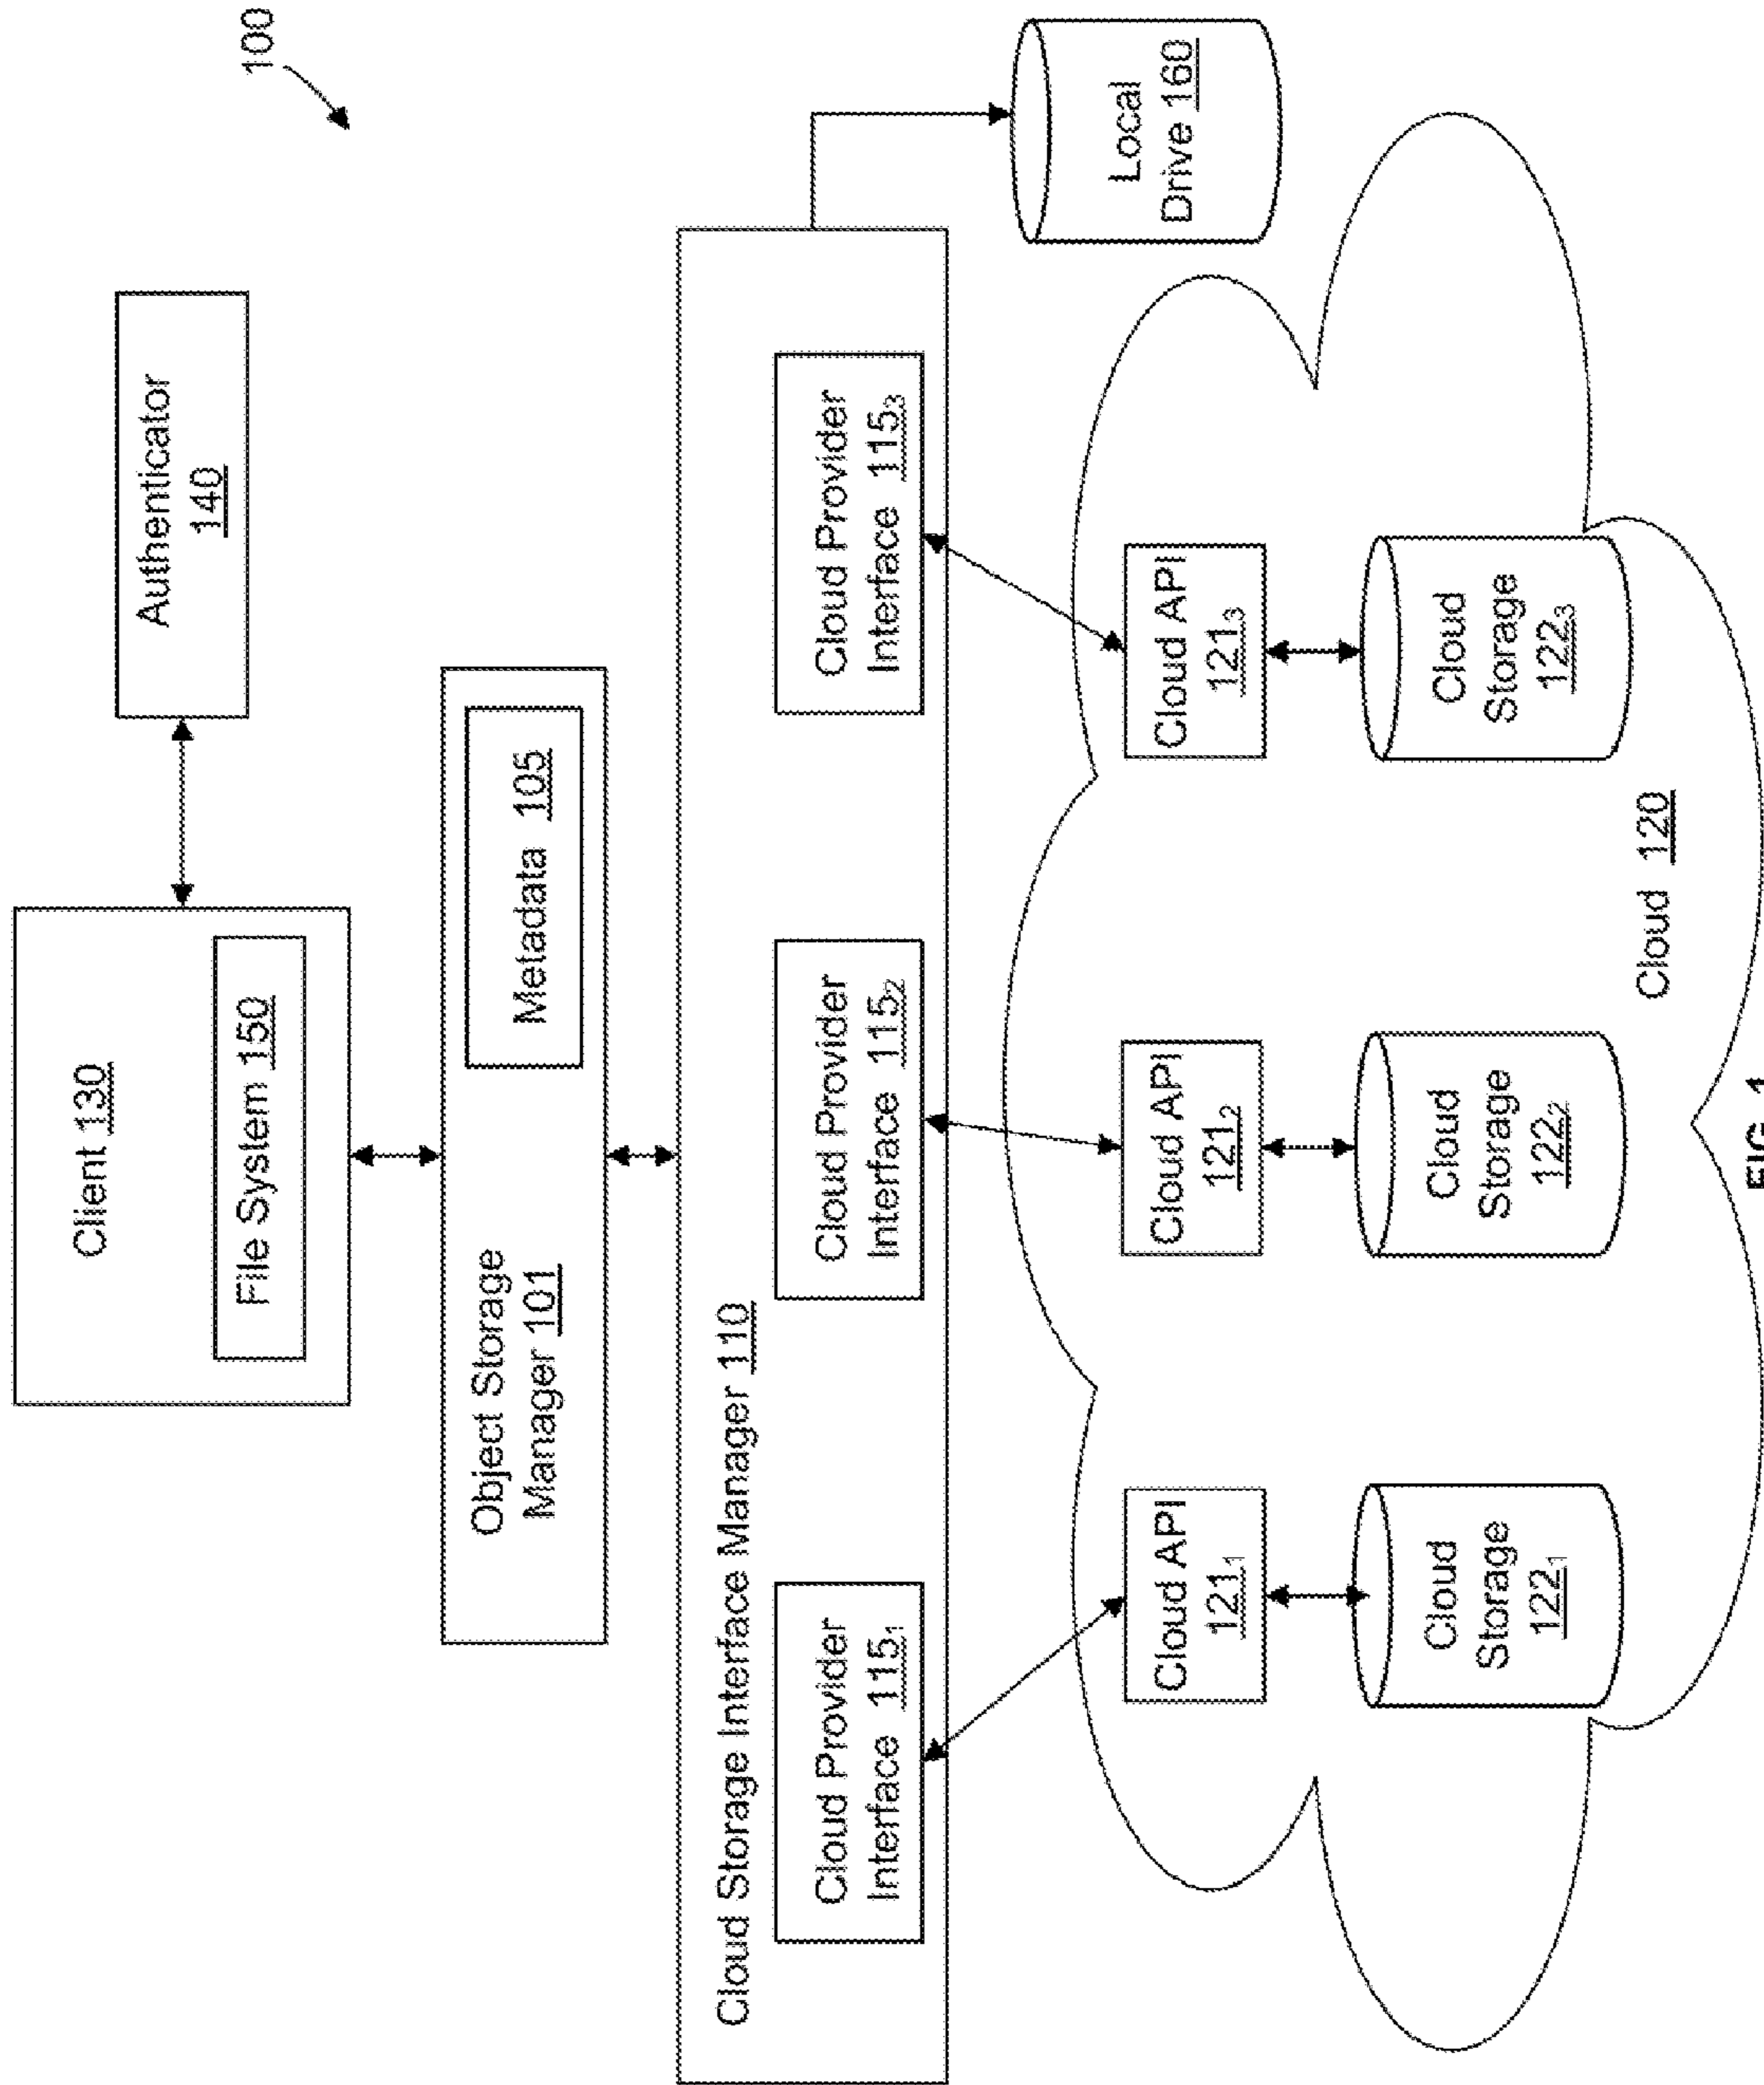 100
Client 130
File System 150
Authenticator
140
Object Storage
Manager 101
Metadata 105
Cloud Storage Interface Manager 110
Cloud Provider
Interface 115₁
Cloud Provider
Interface 115₂
Cloud Provider
Interface 115₃
Local
Drive 160
Cloud API
121₁
Cloud API
121₂
Cloud API
121₃
Cloud
Storage
122₁
Cloud
Storage
122₂
Cloud
Storage
122₃
Cloud 120
FIG. 1